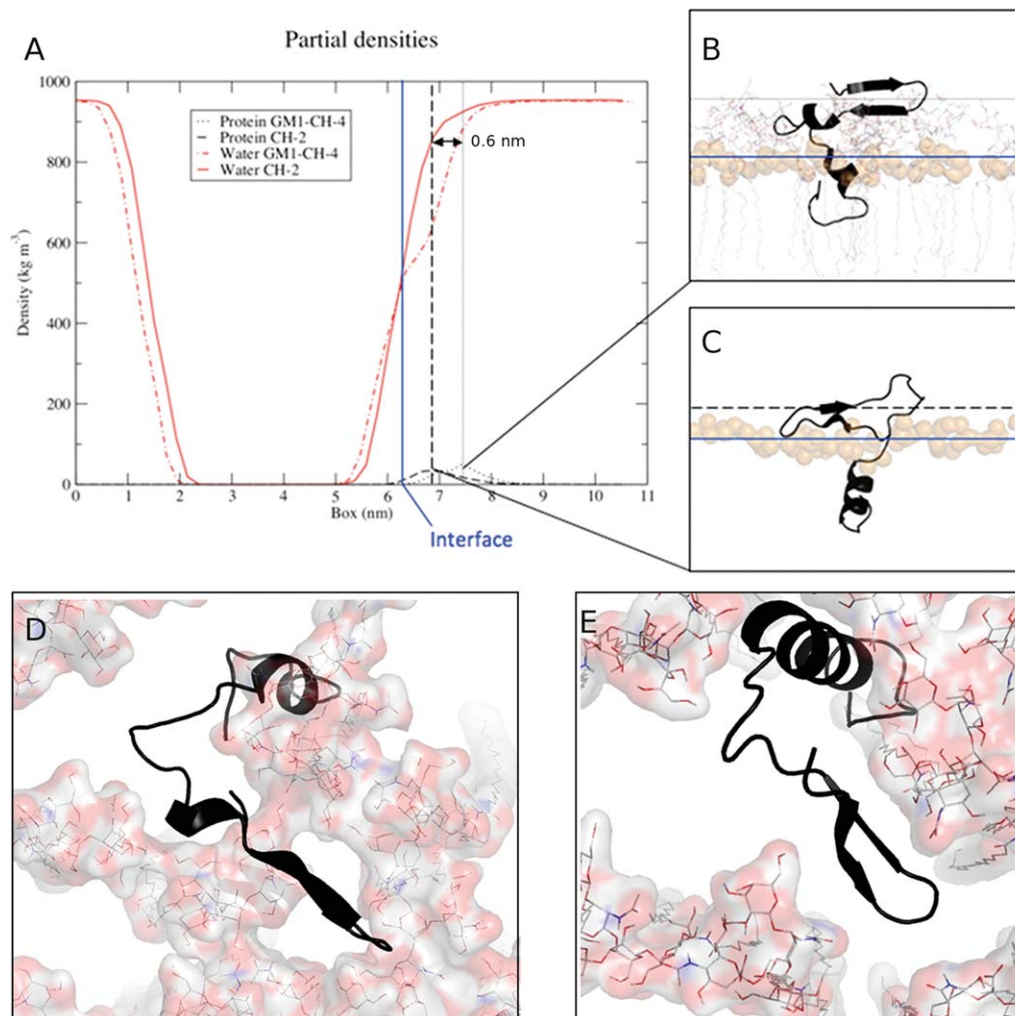 A
Partial densities
1000
800
600
400
200
0
Density (kg m-3)
Protein GM1-CH-4
Protein CH-2
Water GM1-CH-4
Water CH-2
0.6 nm
0 1 2 3 4 5 6 7 8 9 10 11
Box (nm)
Interface
B
C
D
E